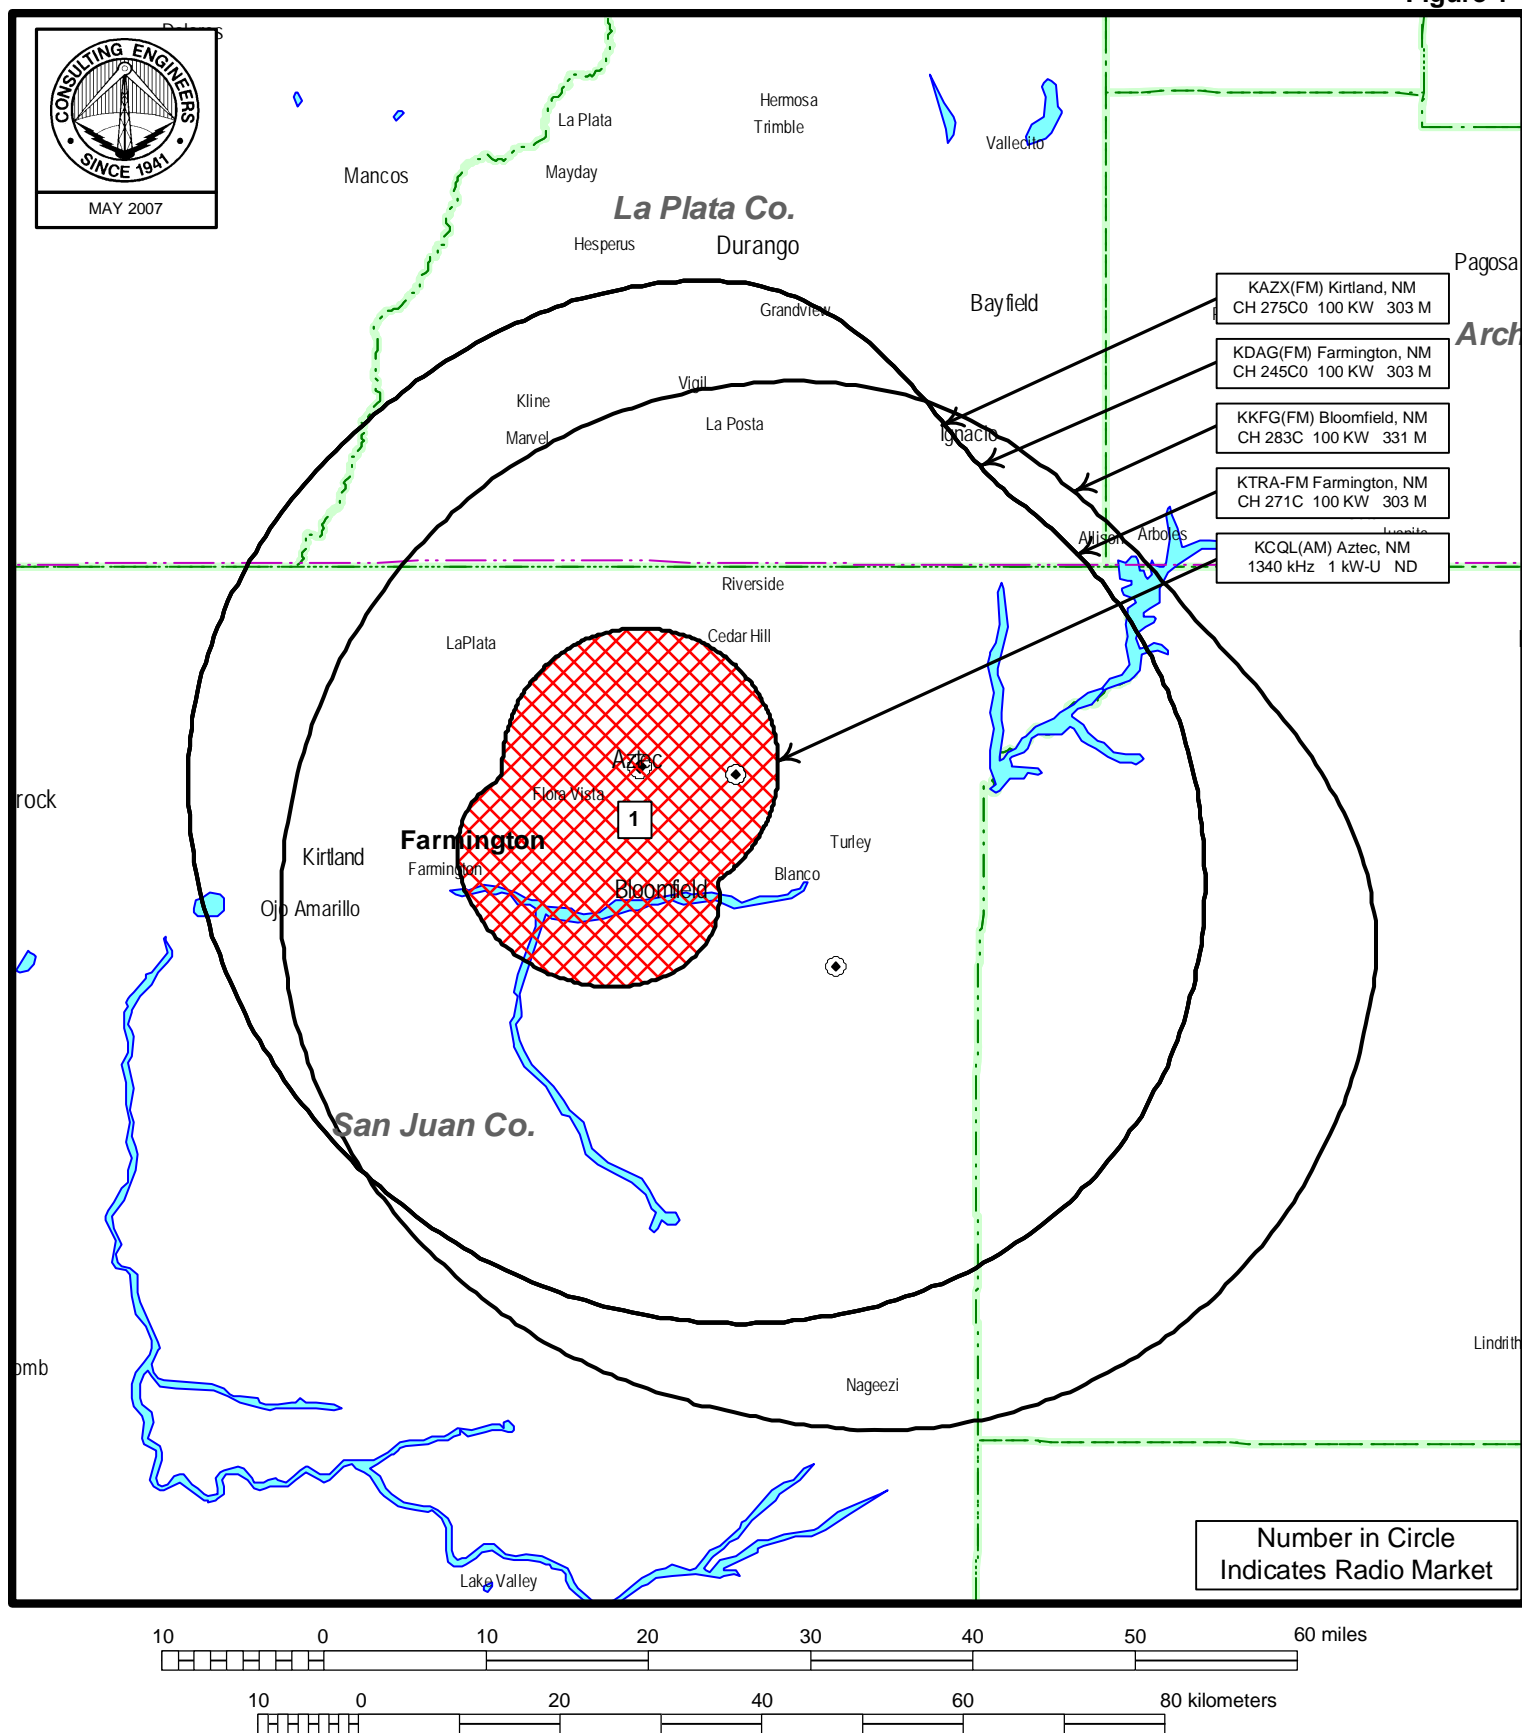 CONSULTING ENGINEERS
SINCE 1941
MAY 2007
Hermosa
La Plata
Trimble
Vallecito
Mancos
Mayday
La Plata Co.
Hesperus
Durango
Pagosa
KAZX(FM) Kirtland, NM
CH 275C0 100 KW 303 M
Bayfield
Grandview
Arch
KDAG(FM) Farmington, NM
CH 245C0 100 KW 303 M
Vigil
Kline
La Posta
Marvel
Ignacio
KKFG(FM) Bloomfield, NM
CH 283C 100 KW 331 M
KTRA-FM Farmington, NM
CH 271C 100 KW 303 M
Allison
Arboles
KCQL(AM) Aztec, NM
1340 kHz 1 kW-U ND
Riverside
LaPlata
Cedar Hill
Aztec
Flora Vista
rock
1
Farmington
Turley
Kirtland
Farmington
Blanco
Bloomfield
Ojo Amarillo
San Juan Co.
Lindrith
omb
Nageezi
Number in Circle
Indicates Radio Market
Lake Valley
10 0 10 20 30 40 50 60 miles
10 0 20 40 60 80 kilometers